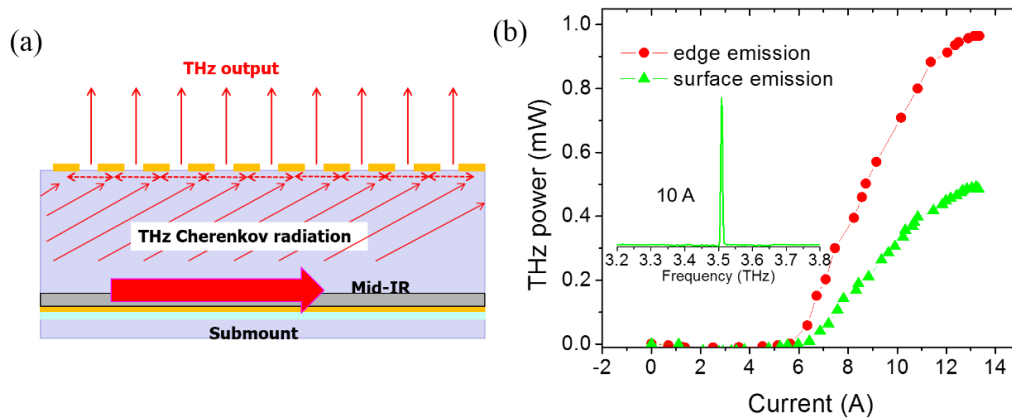 (a)
THz output
THz Cherenkov radiation
Mid-IR
Submount
(b)
THz power (mW)
1.0
0.8
0.6
0.4
0.2
0.0
edge emission
surface emission
10 A
3.2 3.3 3.4 3.5 3.6 3.7 3.8
Frequency (THz)
-2 0 2 4 6 8 10 12 14
Current (A)